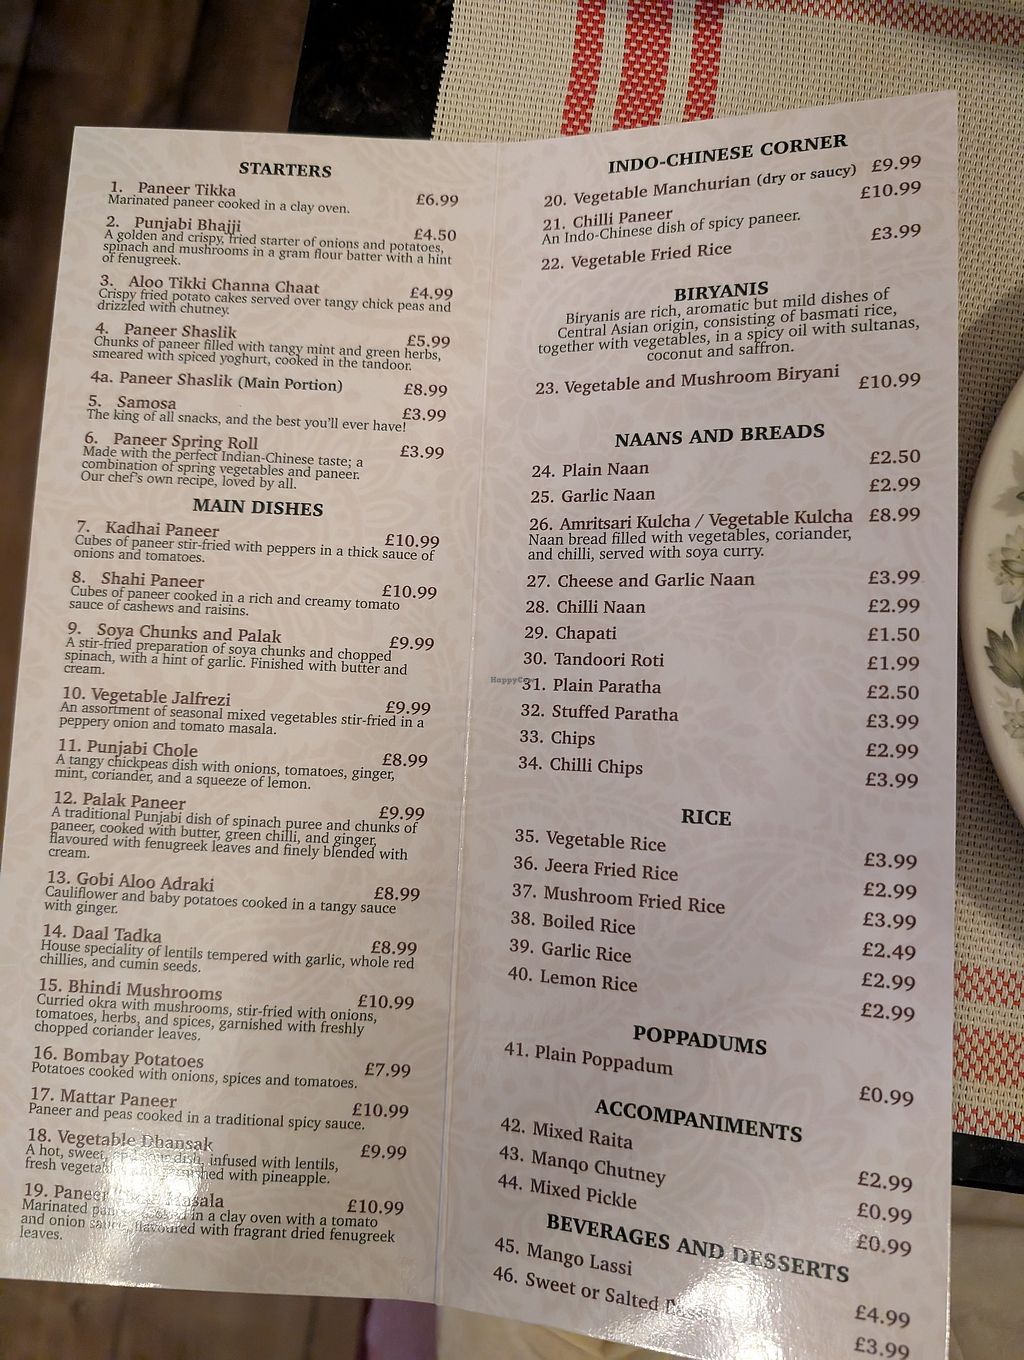 STARTERS
1. Paneer Tikka £6.99
Marinated paneer cooked in a clay oven.
2. Punjabi Bhajji £4.50
A golden and crispy, fried starter of onions and potatoes,
spinach and mushrooms in a gram flour batter with a hint
of fenugreek.
3. Aloo Tikki Channa Chaat £4.99
Crispy fried potato cakes served over tangy chick peas and
drizzled with chutney.
4. Paneer Shaslik £5.99
Chunks of paneer filled with tangy mint and green herbs,
smeared with spiced yoghurt, cooked in the tandoor.
4a. Paneer Shaslik (Main Portion) £8.99
5. Samosa £3.99
The king of all snacks, and the best you'll ever have!
6. Paneer Spring Roll £3.99
Made with the perfect Indian-Chinese taste; a
combination of spring vegetables and paneer.
Our chef's own recipe, loved by all.
MAIN DISHES
7. Kadhai Paneer £10.99
Cubes of paneer stir-fried with peppers in a thick sauce of
onions and tomatoes.
8. Shahi Paneer £10.99
Cubes of paneer cooked in a rich and creamy tomato
sauce of cashews and raisins.
9. Soya Chunks and Palak £9.99
A stir-fried preparation of soya chunks and chopped
spinach, with a hint of garlic. Finished with butter and
cream.
10. Vegetable Jalfrezi £9.99
An assortment of seasonal mixed vegetables stir-fried in a
peppery onion and tomato masala.
11. Punjabi Chole £8.99
A tangy chickpeas dish with onions, tomatoes, ginger,
mint, coriander, and a squeeze of lemon.
12. Palak Paneer £9.99
A traditional Punjabi dish of spinach puree and chunks of
paneer, cooked with butter, green chilli, and ginger,
flavoured with fenugreek leaves and finely blended with
cream.
13. Gobi Aloo Adraki £8.99
Cauliflower and baby potatoes cooked in a tangy sauce
with ginger.
14. Daal Tadka £8.99
House speciality of lentils tempered with garlic, whole red
chillies, and cumin seeds.
15. Bhindi Mushrooms £10.99
Curried okra with mushrooms, stir-fried with onions,
tomatoes, herbs, and spices, garnished with freshly
chopped coriander leaves.
16. Bombay Potatoes £7.99
Potatoes cooked with onions, spices and tomatoes.
17. Mattar Paneer £10.99
Paneer and peas cooked in a traditional spicy sauce.
18. Vegetable Dhansak £9.99
A hot, sweet, dish, infused with lentils,
fresh with pineapple.
19. Paneer Masala £10.99
Marinated in a clay oven with a tomato
and onion sauce, flavoured with fragrant dried fenugreek
leaves.
INDO-CHINESE CORNER
20. Vegetable Manchurian (dry or saucy) £9.99
21. Chilli Paneer £10.99
An Indo-Chinese dish of spicy paneer.
22. Vegetable Fried Rice £3.99
BIRYANIS
Biryanis are rich, aromatic but mild dishes of
Central Asian origin, consisting of basmati rice,
together with vegetables, in a spicy oil with sultanas,
coconut and saffron.
23. Vegetable and Mushroom Biryani £10.99
NAANS AND BREADS
24. Plain Naan £2.50
25. Garlic Naan £2.99
26. Amritsari Kulcha / Vegetable Kulcha £8.99
Naan bread filled with vegetables, coriander,
and chilli, served with soya curry.
27. Cheese and Garlic Naan £3.99
28. Chilli Naan £2.99
29. Chapati £1.50
30. Tandoori Roti £1.99
HappyCow
31. Plain Paratha £2.50
32. Stuffed Paratha £3.99
33. Chips £2.99
34. Chilli Chips £3.99
RICE
35. Vegetable Rice £3.99
36. Jeera Fried Rice £2.99
37. Mushroom Fried Rice £3.99
38. Boiled Rice £2.49
39. Garlic Rice £2.99
40. Lemon Rice £2.99
POPPADUMS
41. Plain Poppadum £0.99
ACCOMPANIMENTS
42. Mixed Raita £2.99
43. Manqo Chutney £0.99
44. Mixed Pickle £0.99
BEVERAGES AND DESSERTS
45. Mango Lassi £4.99
46. Sweet or Salted £3.99